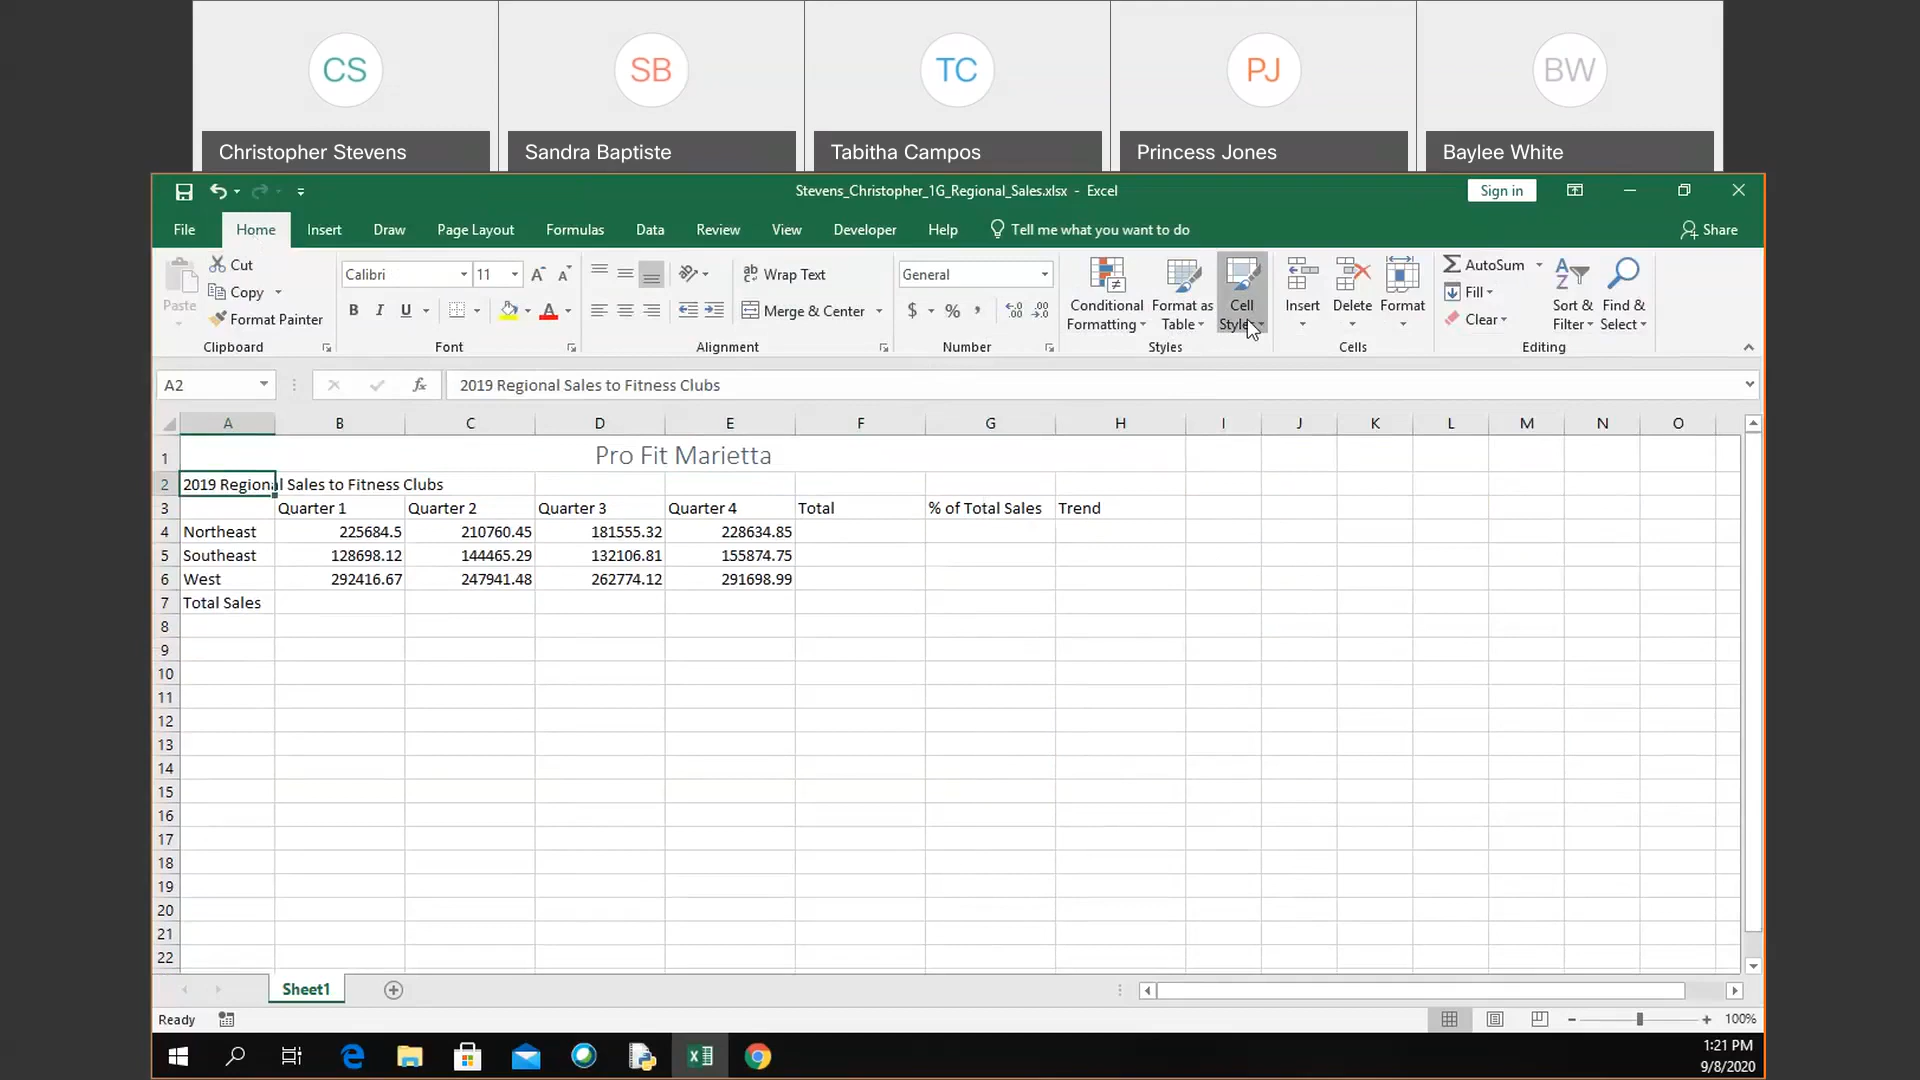 CS SB TC PJ BW
Christopher Stevens Sandra Baptiste Tabitha Campos Princess Jones Baylee White
Stevens_Christopher_1G_Regional_Sales.xlsx - Excel Sign in
File Home Insert Draw Page Layout Formulas Data Review View Developer Help Tell me what you want to do Share
Paste Cut Copy Format Painter
Calibri 11 B I U A
ab Wrap Text Merge & Center
General $ % ,
Conditional Formatting Format as Table Cell Styles
Insert Delete Format
AutoSum Fill Clear Sort & Filter Find & Select
Clipboard Font Alignment Number Styles Cells Editing
A2 fx 2019 Regional Sales to Fitness Clubs
A B C D E F G H I J K L M N O
1 Pro Fit Marietta
2 2019 Regional Sales to Fitness Clubs
3 Quarter 1 Quarter 2 Quarter 3 Quarter 4 Total % of Total Sales Trend
4 Northeast 225684.5 210760.45 181555.32 228634.85
5 Southeast 128698.12 144465.29 132106.81 155874.75
6 West 292416.67 247941.48 262774.12 291698.99
7 Total Sales
8
9
10
11
12
13
14
15
16
17
18
19
20
21
22
Sheet1
Ready 100%
1:21 PM
9/8/2020